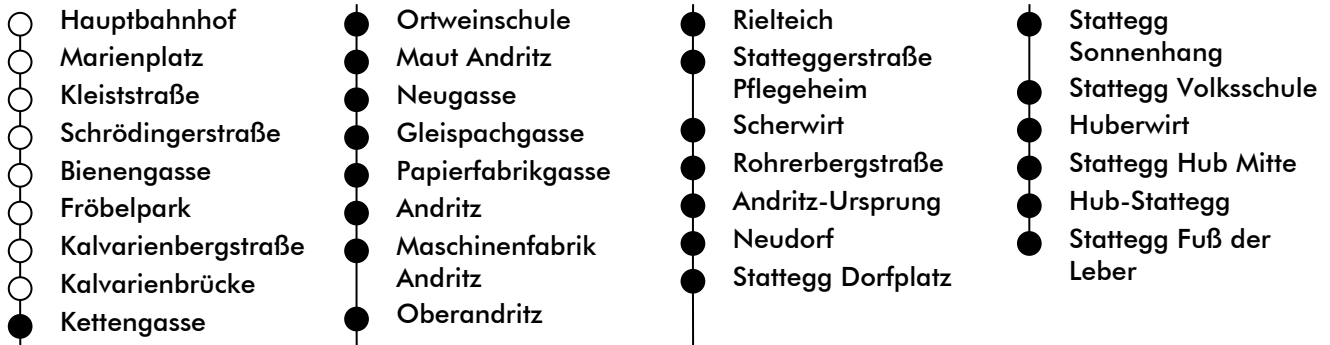 Hauptbahnhof
Marienplatz
Kleiststraße
Schrödingerstraße
Bienengasse
Fröbelpark
Kalvarienbergstraße
Kalvarienbrücke
Kettengasse
Ortweinschule
Maut Andritz
Neugasse
Gleispachgasse
Papierfabrikgasse
Andritz
Maschinenfabrik
Andritz
Oberandritz
Rielteich
Statteggerstraße
Pflegeheim
Scherwirt
Rohrerbergstraße
Andritz-Ursprung
Neudorf
Stattegg Dorfplatz
Stattegg
Sonnenhang
Stattegg Volksschule
Huberwirt
Stattegg Hub Mitte
Hub-Stattegg
Stattegg Fuß der
Leber